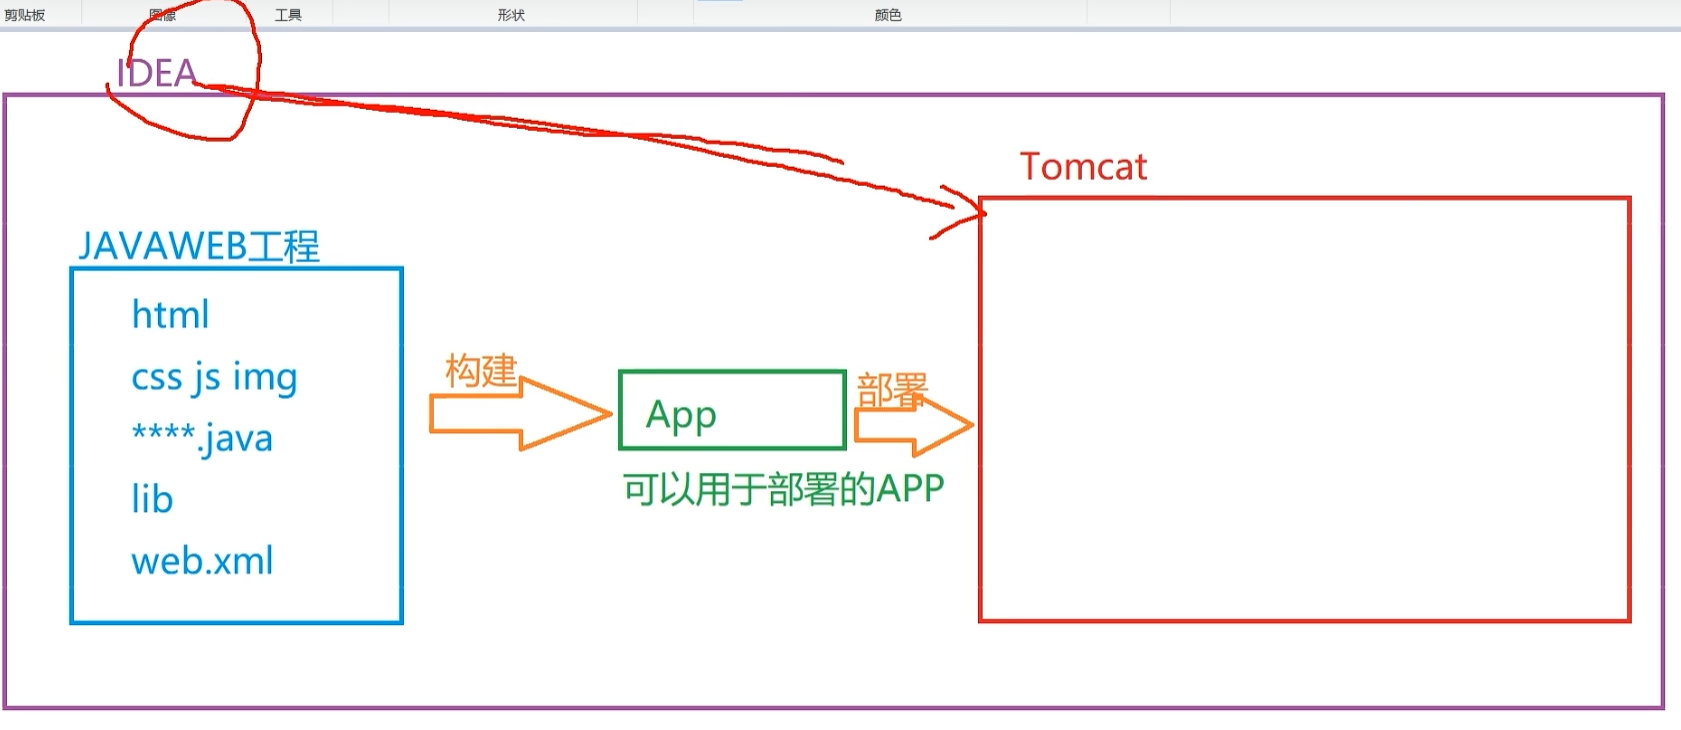 剪贴板 图像 工具 形状 颜色
IDEA
Tomcat
JAVAWEB工程
html
css js img
****.java
lib
web.xml
构建
App
部署
可以用于部署的APP